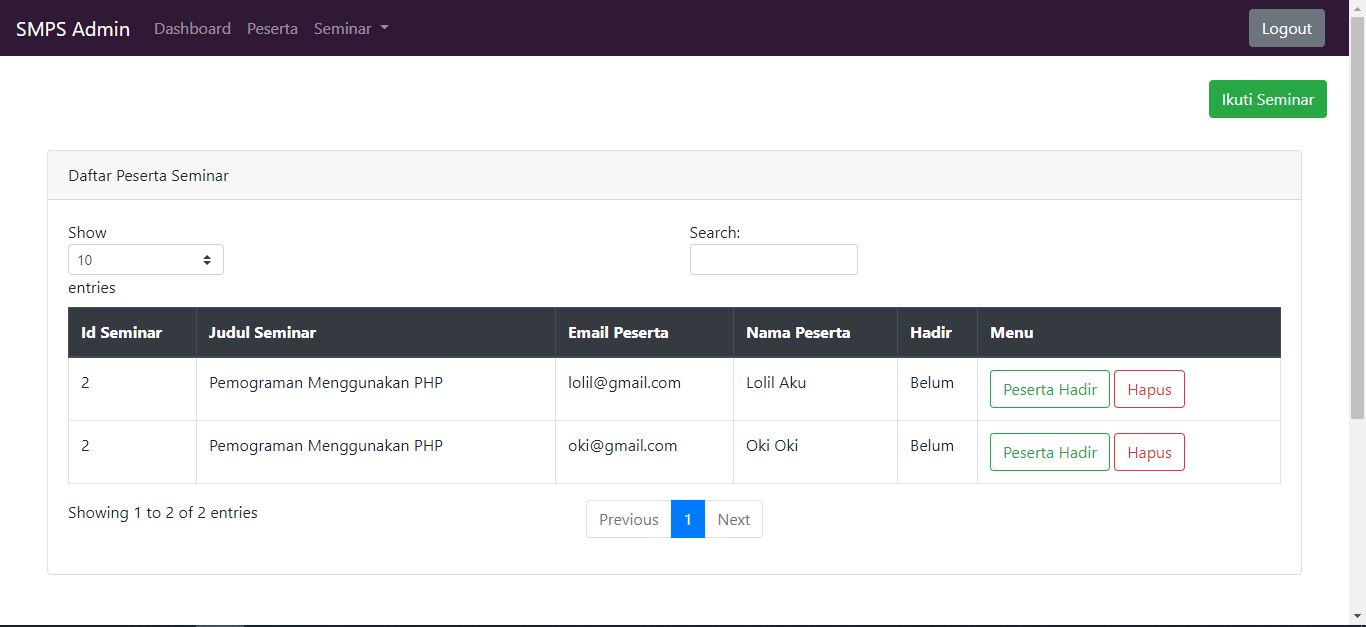 SMPS Admin Dashboard Peserta Seminar Logout
Ikuti Seminar
Daftar Peserta Seminar
Show Search:
10
entries
Id Seminar Judul Seminar Email Peserta Nama Peserta Hadir Menu
2 Pemograman Menggunakan PHP lolil@gmail.com Lolil Aku Belum Peserta Hadir Hapus
2 Pemograman Menggunakan PHP oki@gmail.com Oki Oki Belum Peserta Hadir Hapus
Showing 1 to 2 of 2 entries Previous 1 Next